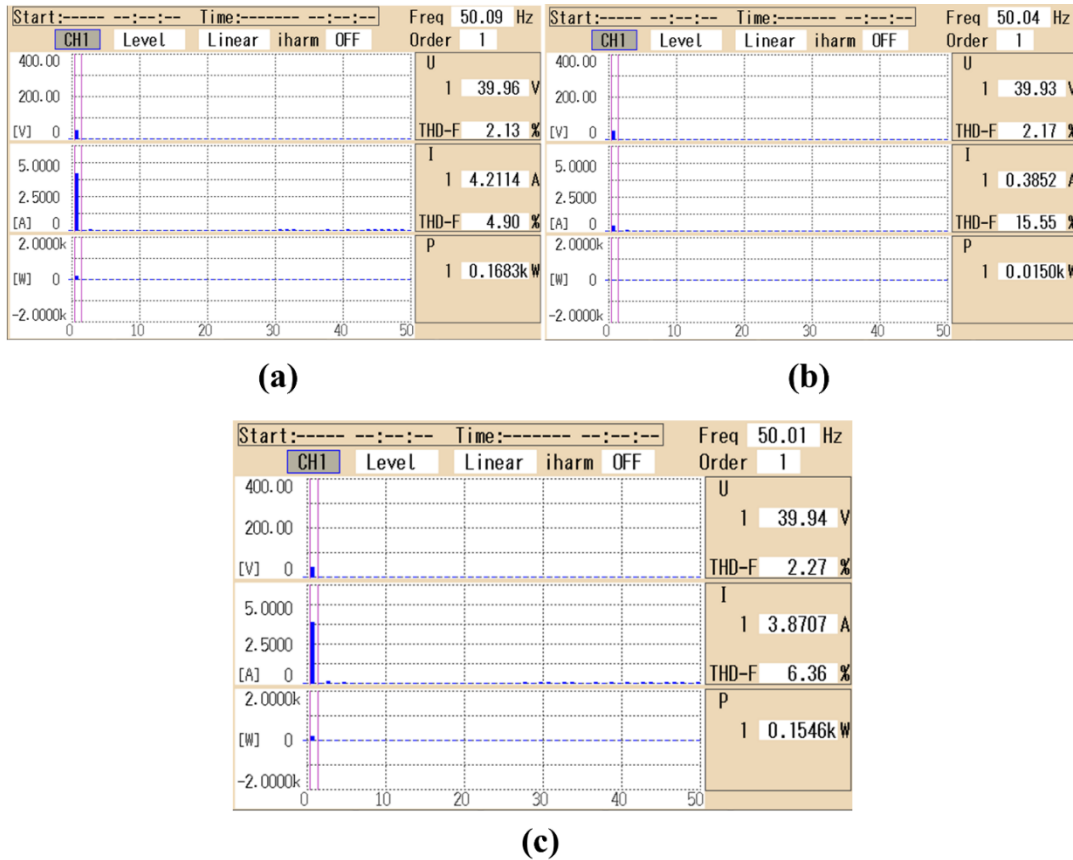 Start:----- --:--:-- Time:------- --:--:-- Freq 50.09 Hz
CH1 Level Linear iharm OFF Order 1
400.00 U
200.00 1 39.96 V
[V] 0 THD-F 2.13 %
5.0000 I
2.5000 1 4.2114 A
[A] 0 THD-F 4.90 %
2.0000k P
[W] 0 1 0.1683k W
-2.0000k
0 10 20 30 40 50
(a)
Start:----- --:--:-- Time:------- --:--:-- Freq 50.04 Hz
CH1 Level Linear iharm OFF Order 1
400.00 U
200.00 1 39.93 V
[V] 0 THD-F 2.17 %
5.0000 I
2.5000 1 0.3852 A
[A] 0 THD-F 15.55 %
2.0000k P
[W] 0 1 0.0150k W
-2.0000k
0 10 20 30 40 50
(b)
Start:----- --:--:-- Time:------- --:--:-- Freq 50.01 Hz
CH1 Level Linear iharm OFF Order 1
400.00 U
200.00 1 39.94 V
[V] 0 THD-F 2.27 %
5.0000 I
2.5000 1 3.8707 A
[A] 0 THD-F 6.36 %
2.0000k P
[W] 0 1 0.1546k W
-2.0000k
0 10 20 30 40 50
(c)